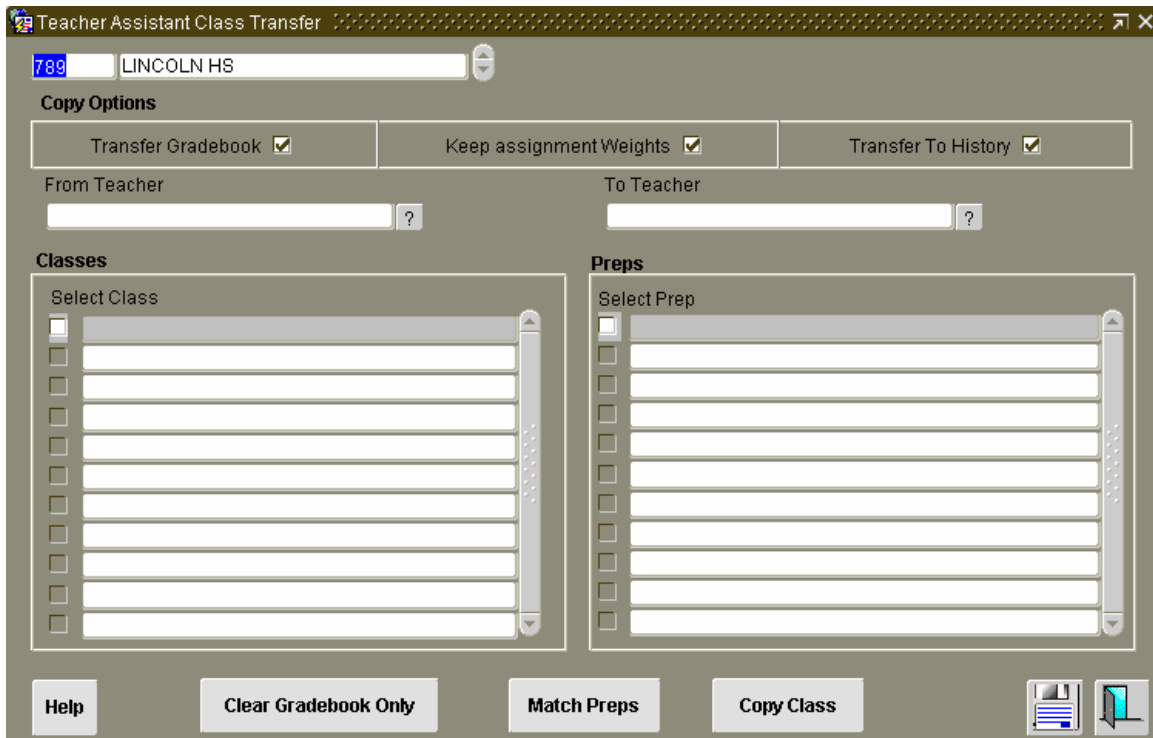 Teacher Assistant Class Transfer
789 LINCOLN HS
Copy Options
Transfer Gradebook Keep assignment Weights Transfer To History
From Teacher To Teacher
? ?
Classes Preps
Select Class Select Prep
Help Clear Gradebook Only Match Preps Copy Class